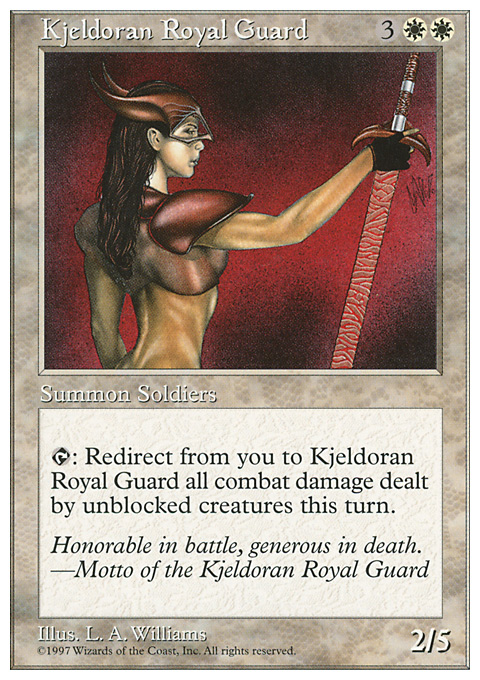 Kjeldoran Royal Guard 3
Summon Soldiers
: Redirect from you to Kjeldoran
Royal Guard all combat damage dealt
by unblocked creatures this turn.
Honorable in battle, generous in death.
—Motto of the Kjeldoran Royal Guard
Illus. L. A. Williams
2/5
©1997 Wizards of the Coast, Inc. All rights reserved.